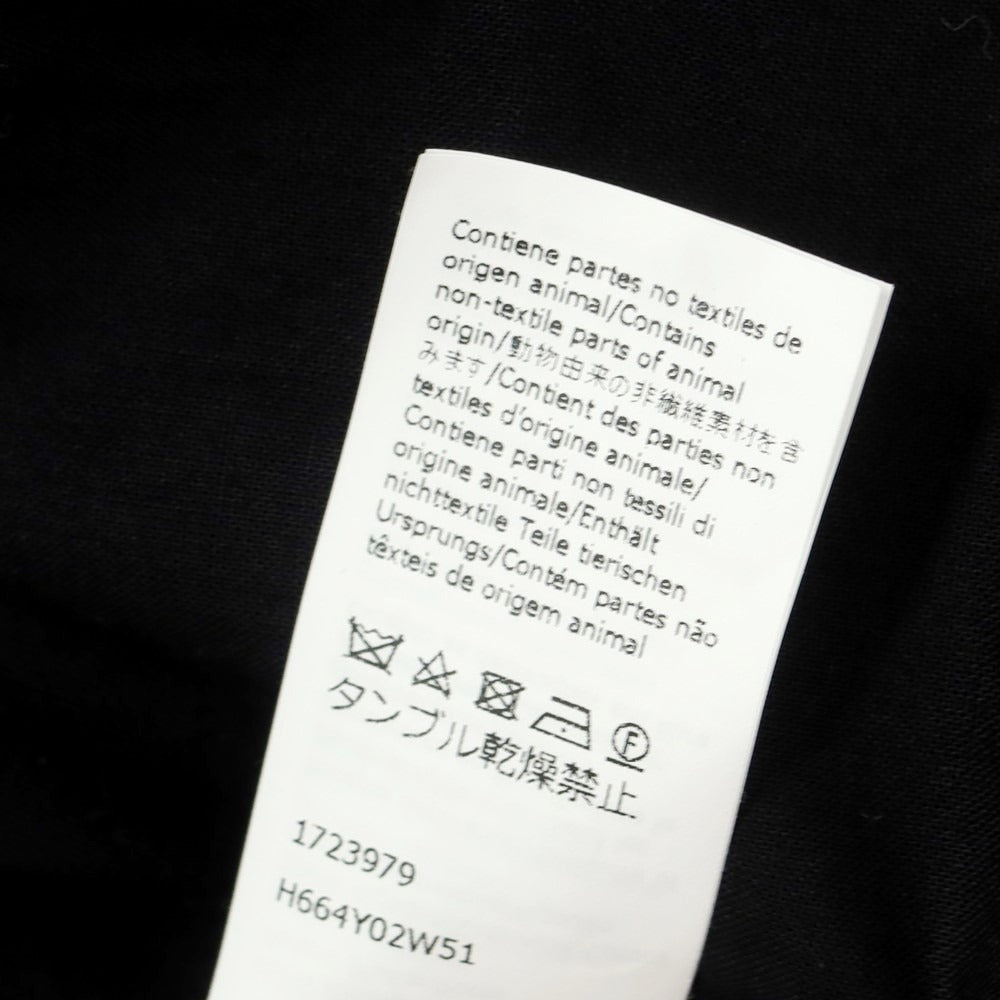 Contiene partes no textiles de
origen animal/Contains
non-textile parts of animal
origin/動物由来の非繊維素材を含
みます/Contient des parties non
textiles d'origine animale/
Contiene parti non tessili di
origine animale/Enthält
nichttextile Teile tierischen
Ursprungs/Contém partes não
têxteis de origem animal
F
タンブル乾燥禁止
1723979
H664Y02W51